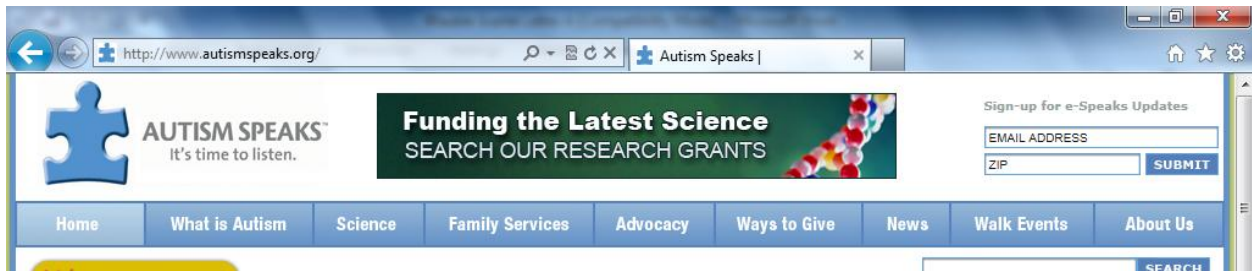 http://www.autismspeaks.org/
Autism Speaks |
AUTISM SPEAKS™
It's time to listen.
Funding the Latest Science
SEARCH OUR RESEARCH GRANTS
Sign-up for e-Speaks Updates
EMAIL ADDRESS
ZIP
SUBMIT
Home What is Autism Science Family Services Advocacy Ways to Give News Walk Events About Us
SEARCH